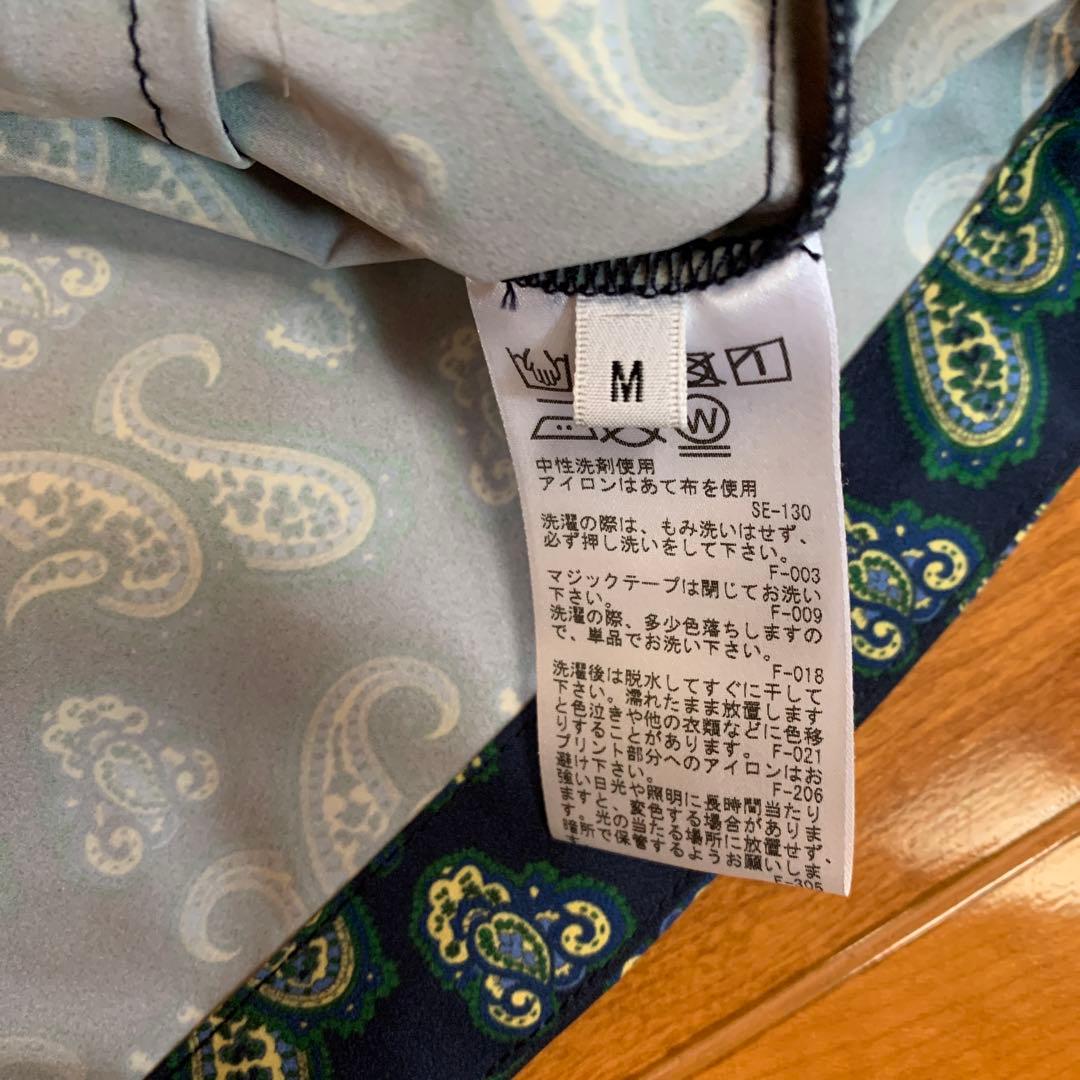 M
W
中性洗剤使用
アイロンはあて布を使用
SE-130
洗濯の際は、もみ洗いはせず、
必ず押し洗いをして下さい。
F-003
マジックテープは閉じてお洗い
下さい。
F-009
洗濯の際、多少色落ちしますの
で、単品でお洗い下さい。
F-018
洗濯後は脱水してすぐに干して
下さい。濡れたまま放置します
と色泣きや他の衣類などに色移
りすることがあります。 F-021
プリント部分へのアイロンはお
避け下さい。
F-206
強い日光や照明に長時間当たり
ますと、変色する場合がありま
す。光の当たる場所に放置せず、
暗所で保管するようお願いしま
す
F-395